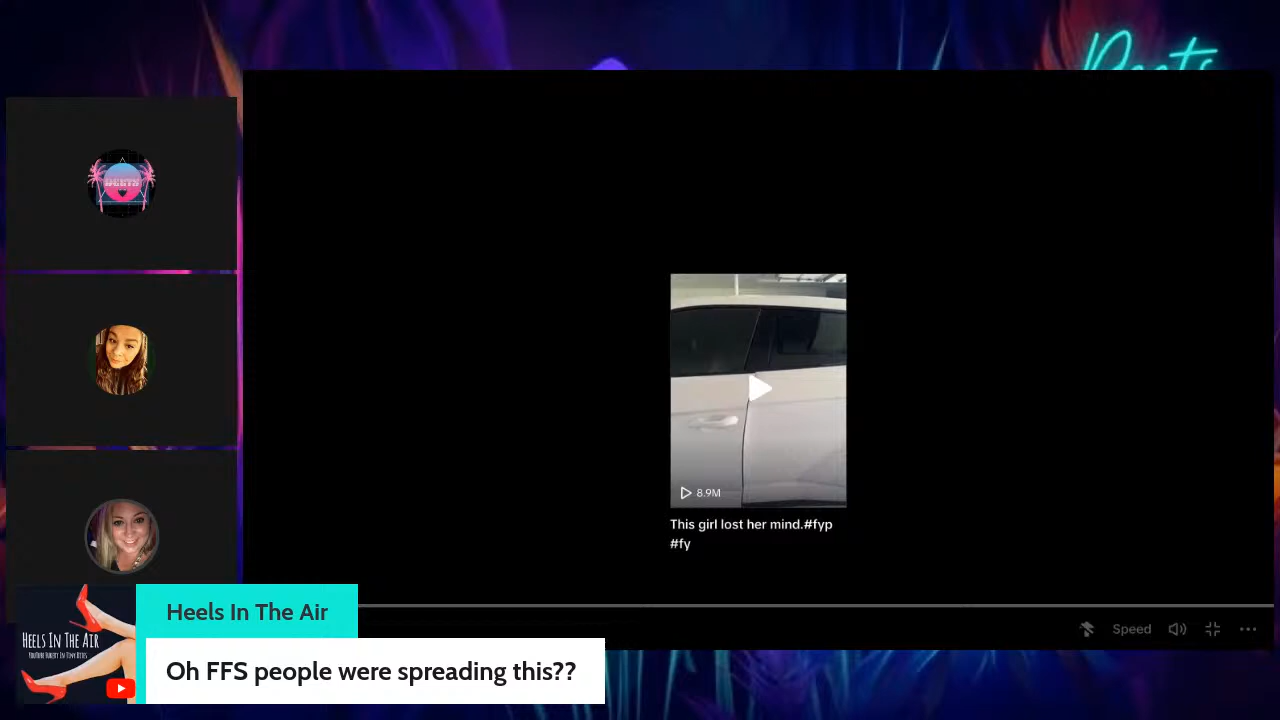 DEETS
8.9M
This girl lost her mind.#fyp
#fy
Speed
HEELS IN THE AIR
Heels In The Air
Oh FFS people were spreading this??